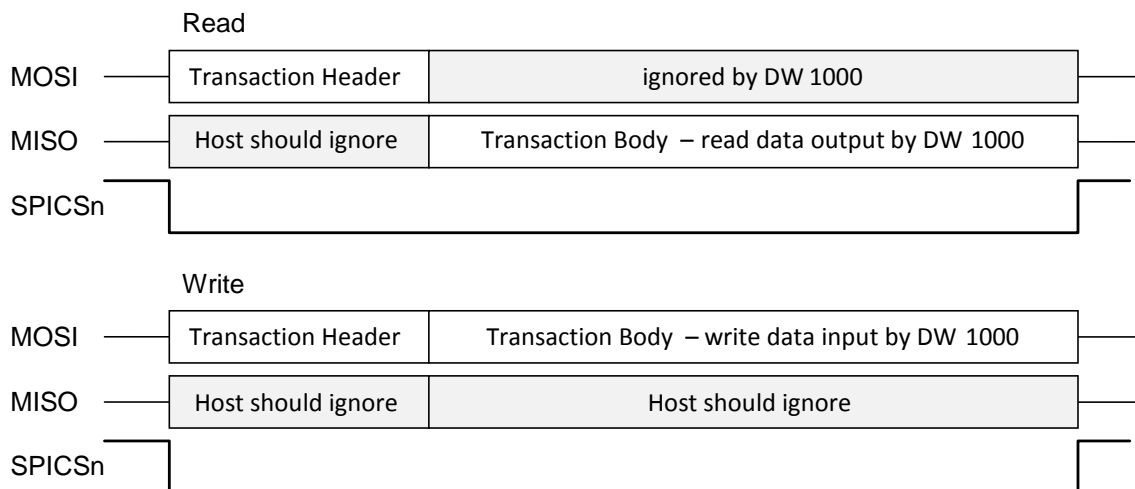 Read
MOSI Transaction Header ignored by DW 1000
MISO Host should ignore Transaction Body – read data output by DW 1000
SPICSn
Write
MOSI Transaction Header Transaction Body – write data input by DW 1000
MISO Host should ignore Host should ignore
SPICSn